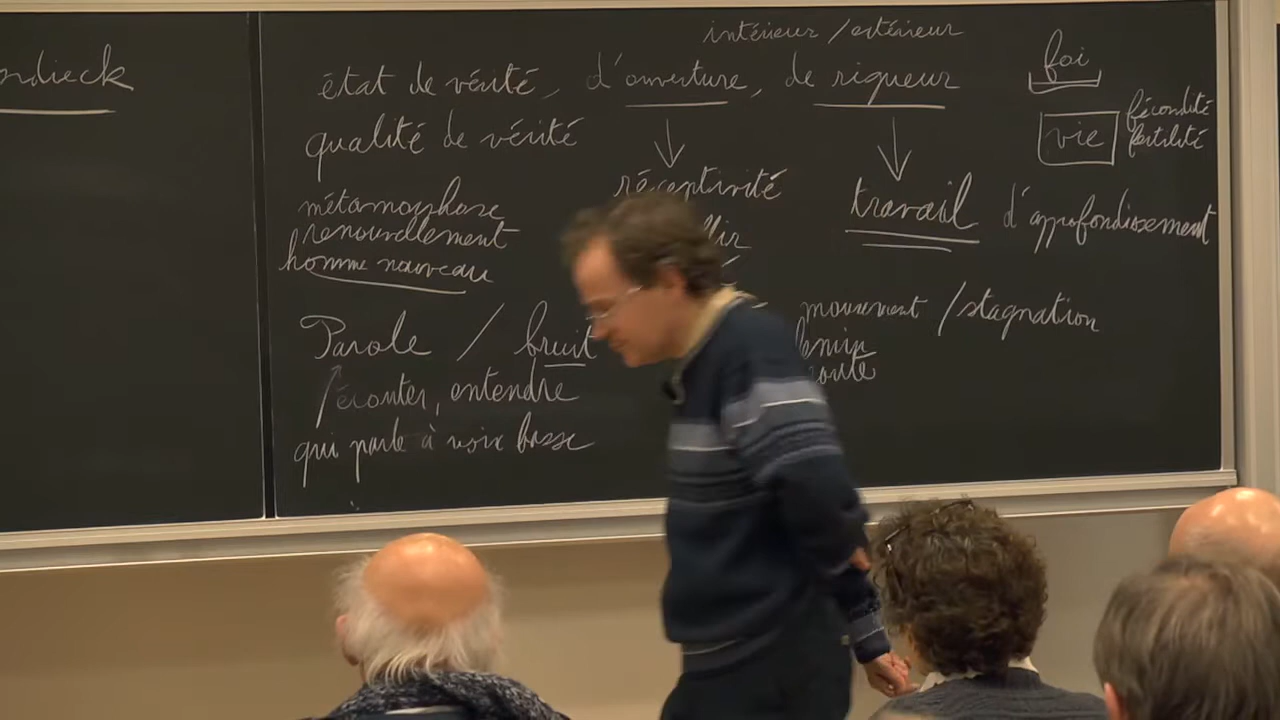 ndieck
intérieur / extérieur
état de vérité, d'ouverture, de rigueur
qualité de vérité
réceptivité
métamorphose
renouvellement
homme nouveau
travail d'approfondissement
foi
vie
fécondité
fertilité
Parole / bruit
écouter, entendre
qui parle à voix basse
mouvement / stagnation
route